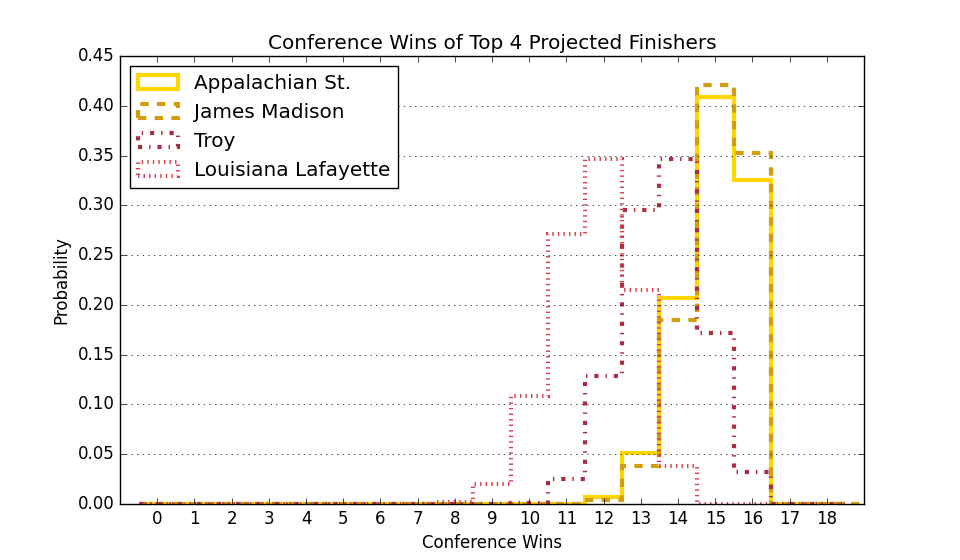 Conference Wins of Top 4 Projected Finishers
0.45
0.40
0.35
0.30
0.25
0.20
0.15
0.10
0.05
0.00
Probability
Appalachian St.
James Madison
Troy
Louisiana Lafayette
0 1 2 3 4 5 6 7 8 9 10 11 12 13 14 15 16 17 18
Conference Wins